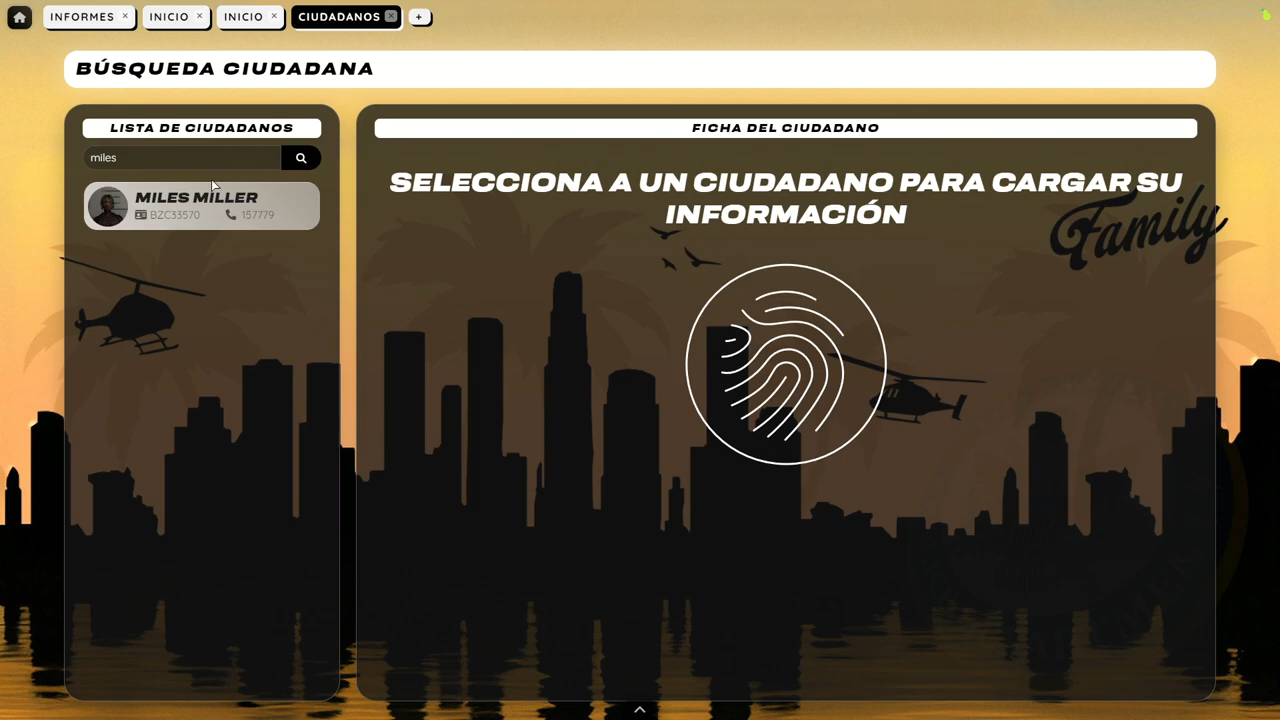 INFORMES
INICIO
INICIO
CIUDADANOS
+
BÚSQUEDA CIUDADANA
LISTA DE CIUDADANOS
miles
MILES MILLER
BZC33570 157779
FICHA DEL CIUDADANO
SELECCIONA A UN CIUDADANO PARA CARGAR SU
INFORMACIÓN
Family